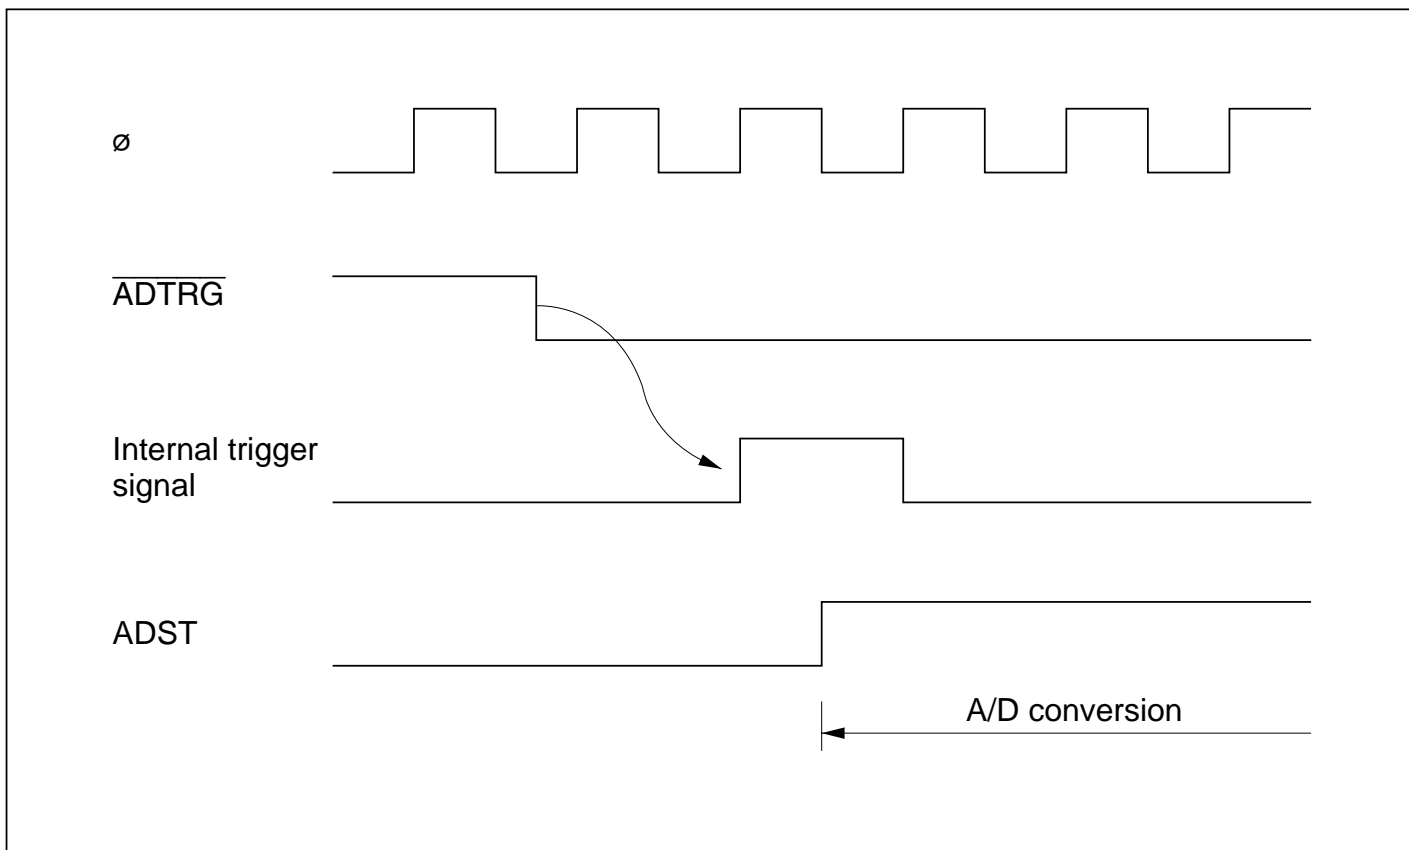 ø
ADTRG
Internal trigger
signal
ADST
A/D conversion